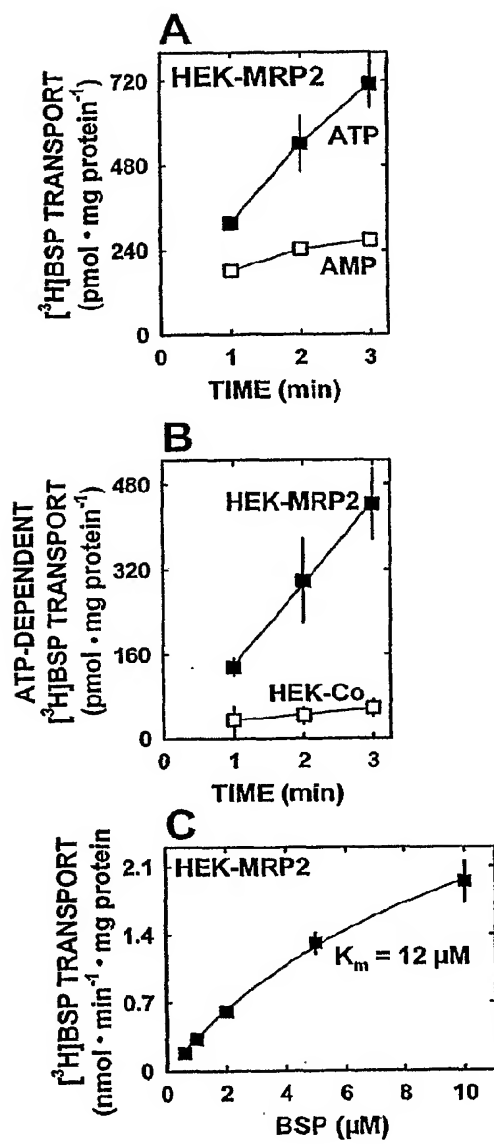 A
HEK-MRP2
[³H]BSP TRANSPORT
(pmol • mg protein⁻¹)
720
480
240
0
ATP
AMP
0 1 2 3
TIME (min)
B
ATP-DEPENDENT
[³H]BSP TRANSPORT
(pmol • mg protein⁻¹)
480
320
160
0
HEK-MRP2
HEK-Co
0 1 2 3
TIME (min)
C
HEK-MRP2
[³H]BSP TRANSPORT
(nmol • min⁻¹ • mg protein
2.1
1.4
0.7
0
Km = 12 µM
0 2 4 6 8 10
BSP (µM)